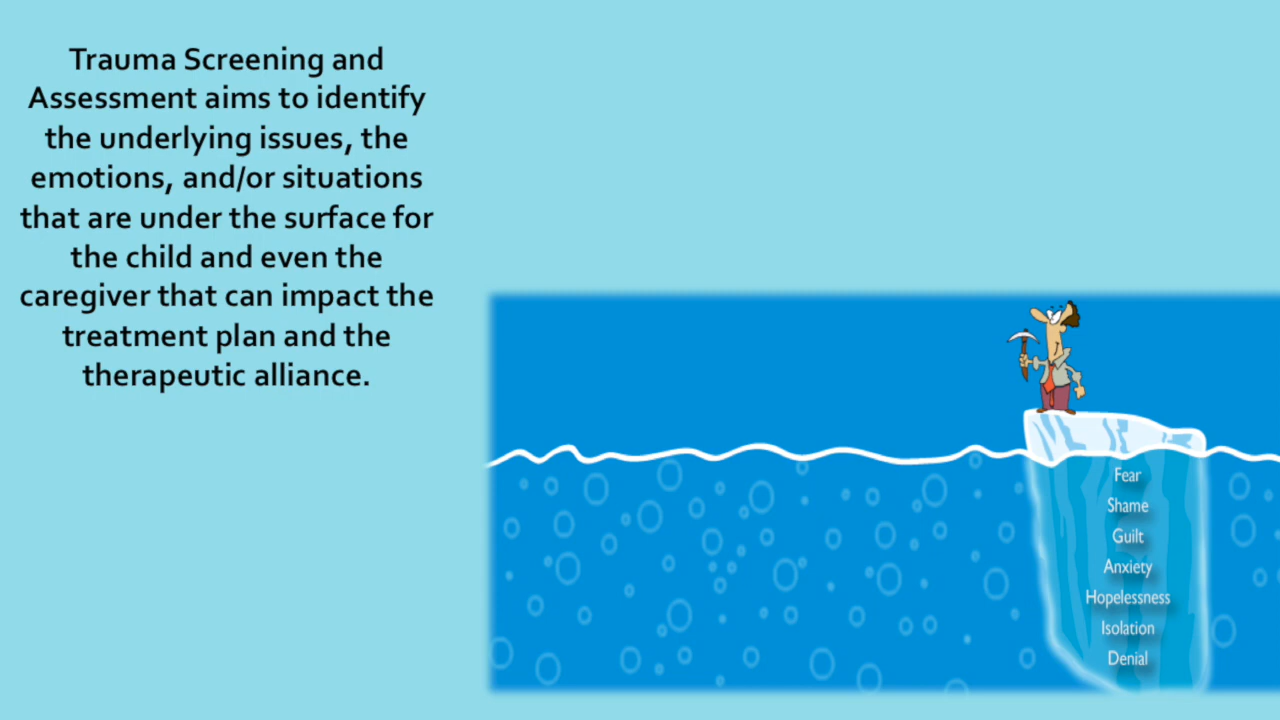 Trauma Screening and
Assessment aims to identify
the underlying issues, the
emotions, and/or situations
that are under the surface for
the child and even the
caregiver that can impact the
treatment plan and the
therapeutic alliance.
Fear
Shame
Guilt
Anxiety
Hopelessness
Isolation
Denial